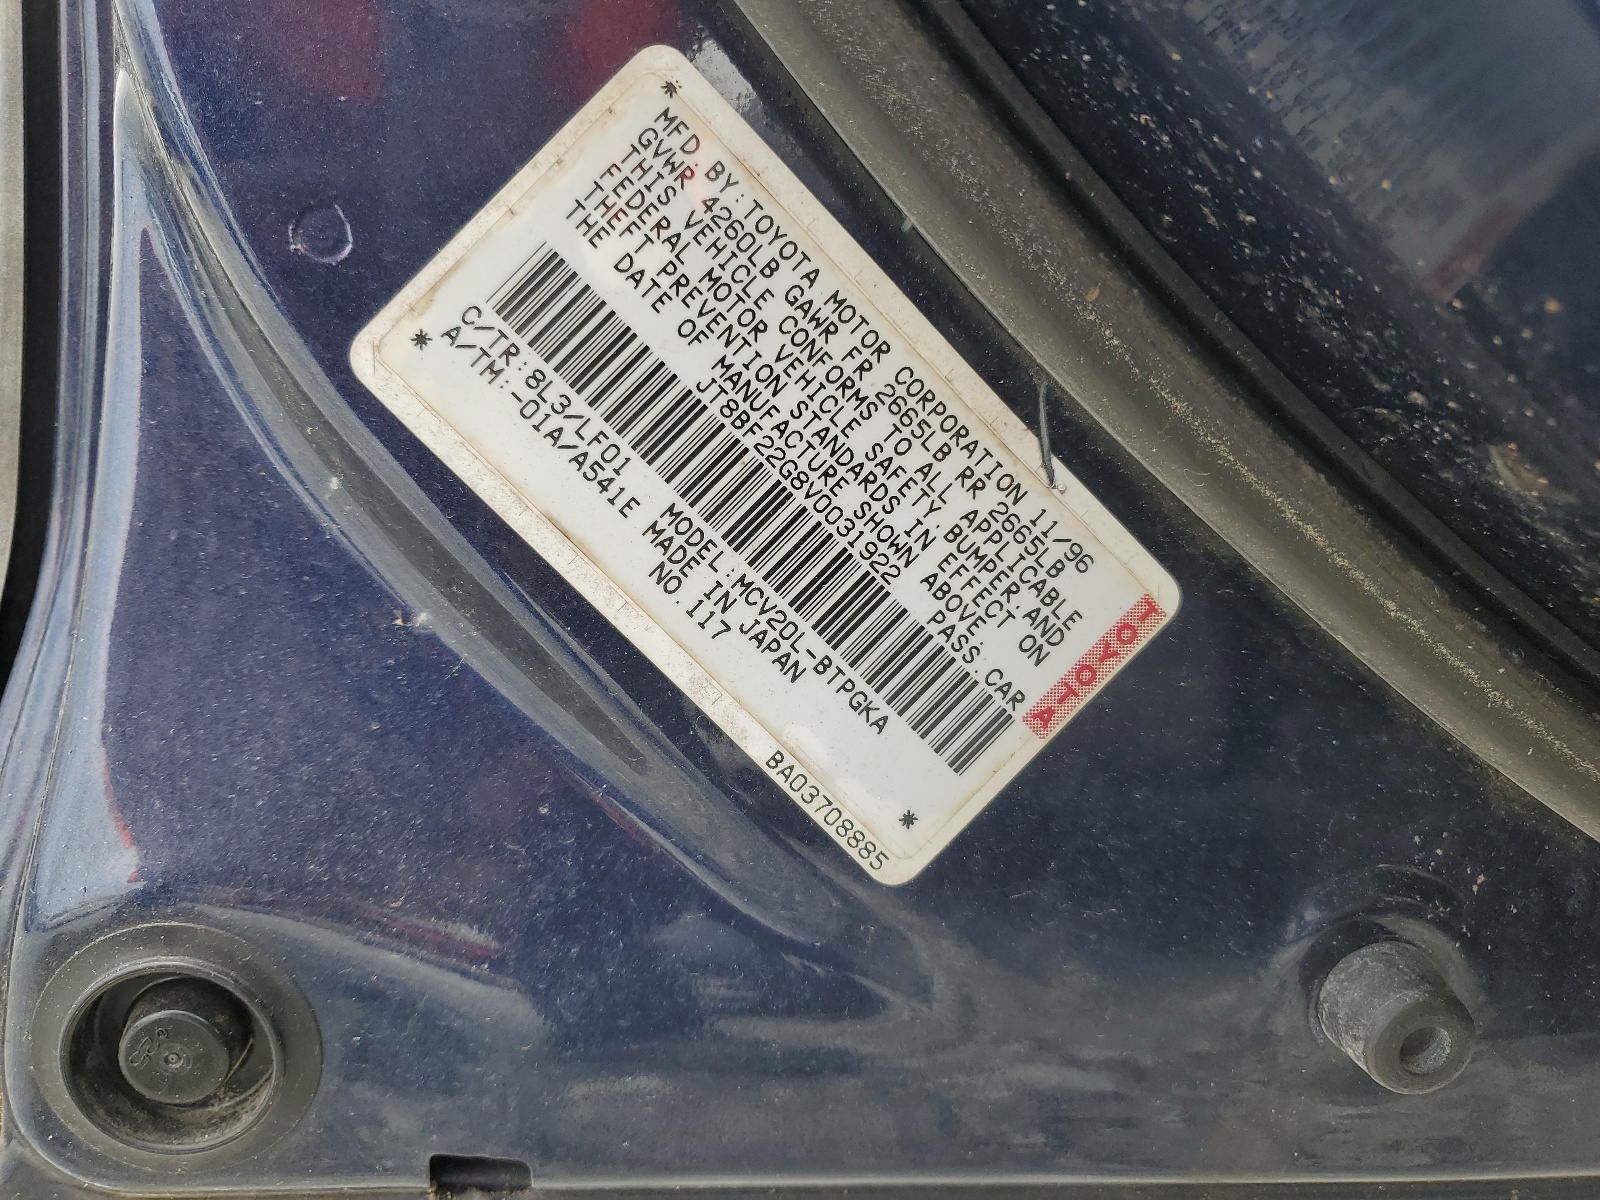 MFD. BY: TOYOTA MOTOR CORPORATION 11/96
GVWR 4260LB GAWR FR 2665LB RR 2665LB
THIS VEHICLE CONFORMS TO ALL APPLICABLE
FEDERAL MOTOR VEHICLE SAFETY, BUMPER, AND
THEFT PREVENTION STANDARDS IN EFFECT ON
THE DATE OF MANUFACTURE SHOWN ABOVE.
JT8BF22G8V0031922 PASS. CAR
C/TR: 8L3/LF01 MODEL: MCV20L-BTPGKA
A/TM: -01A/A541E MADE IN JAPAN
NO. 117
BA03708885
TOYOTA